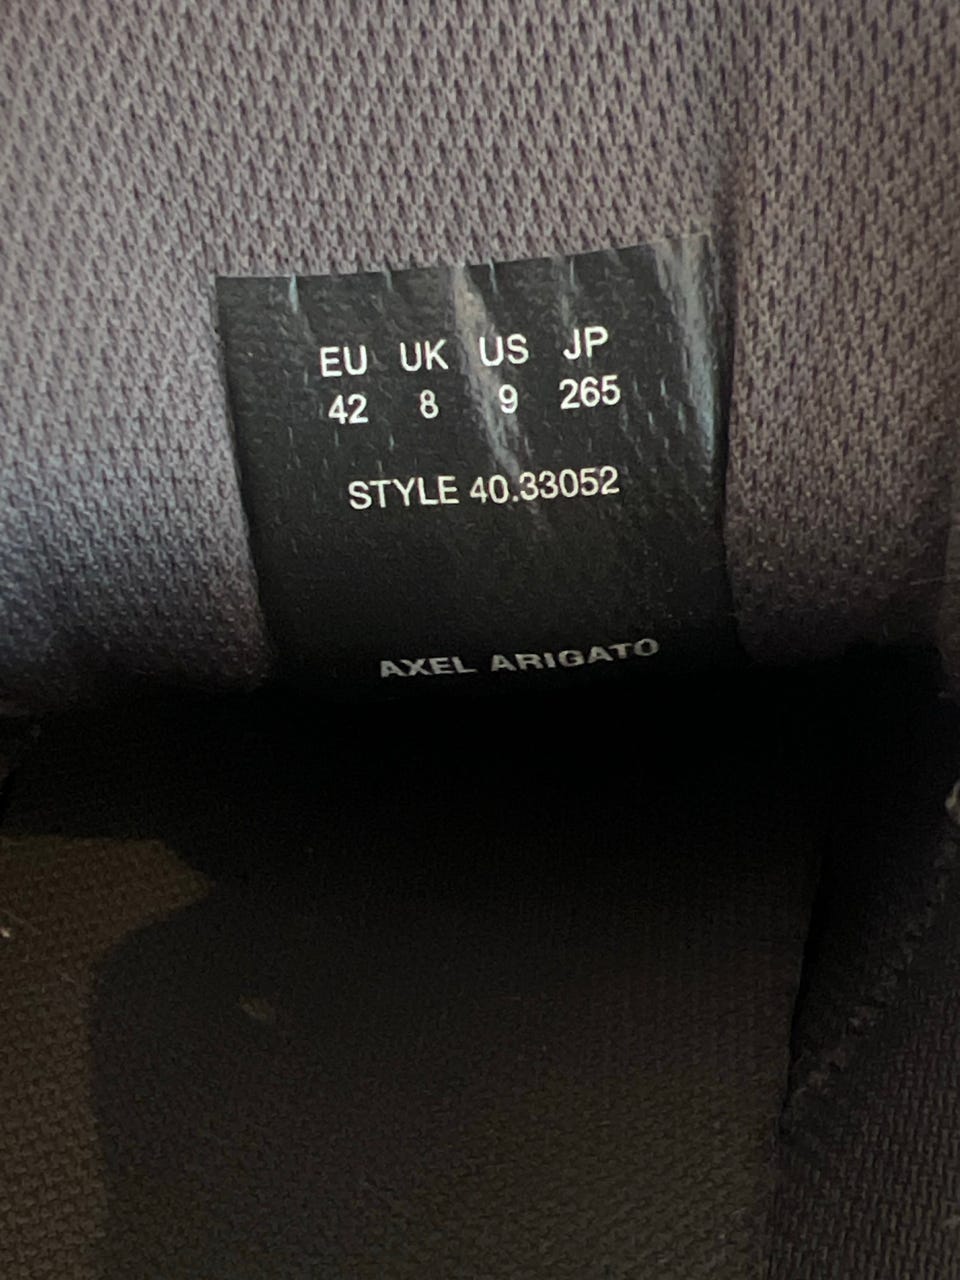 EU UK US JP
42 8 9 265
STYLE 40.33052
AXEL ARIGATO